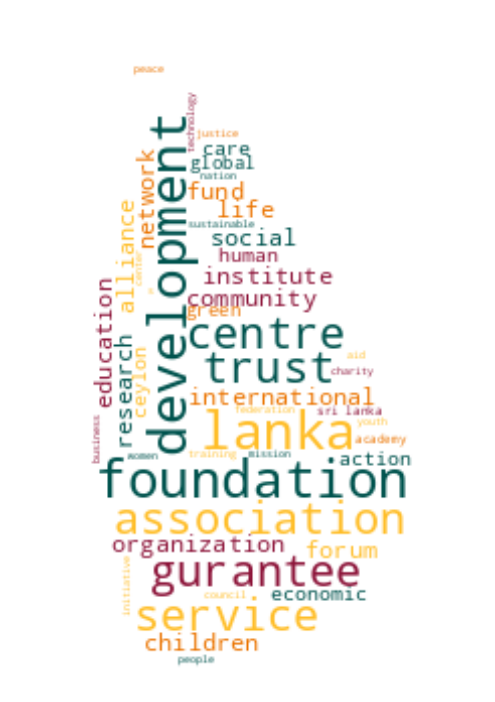 peace
technology
justice
care
global
nation
development
network
fund
life
alliance
sustainable
social
center
human
institute
education
community
green
centre
research
ceylon
trust
aid
charity
international
federation
sri lanka
lanka
youth
business
academy
women
training
mission
action
foundation
association
organization
forum
gurantee
initiative
council
economic
service
children
people